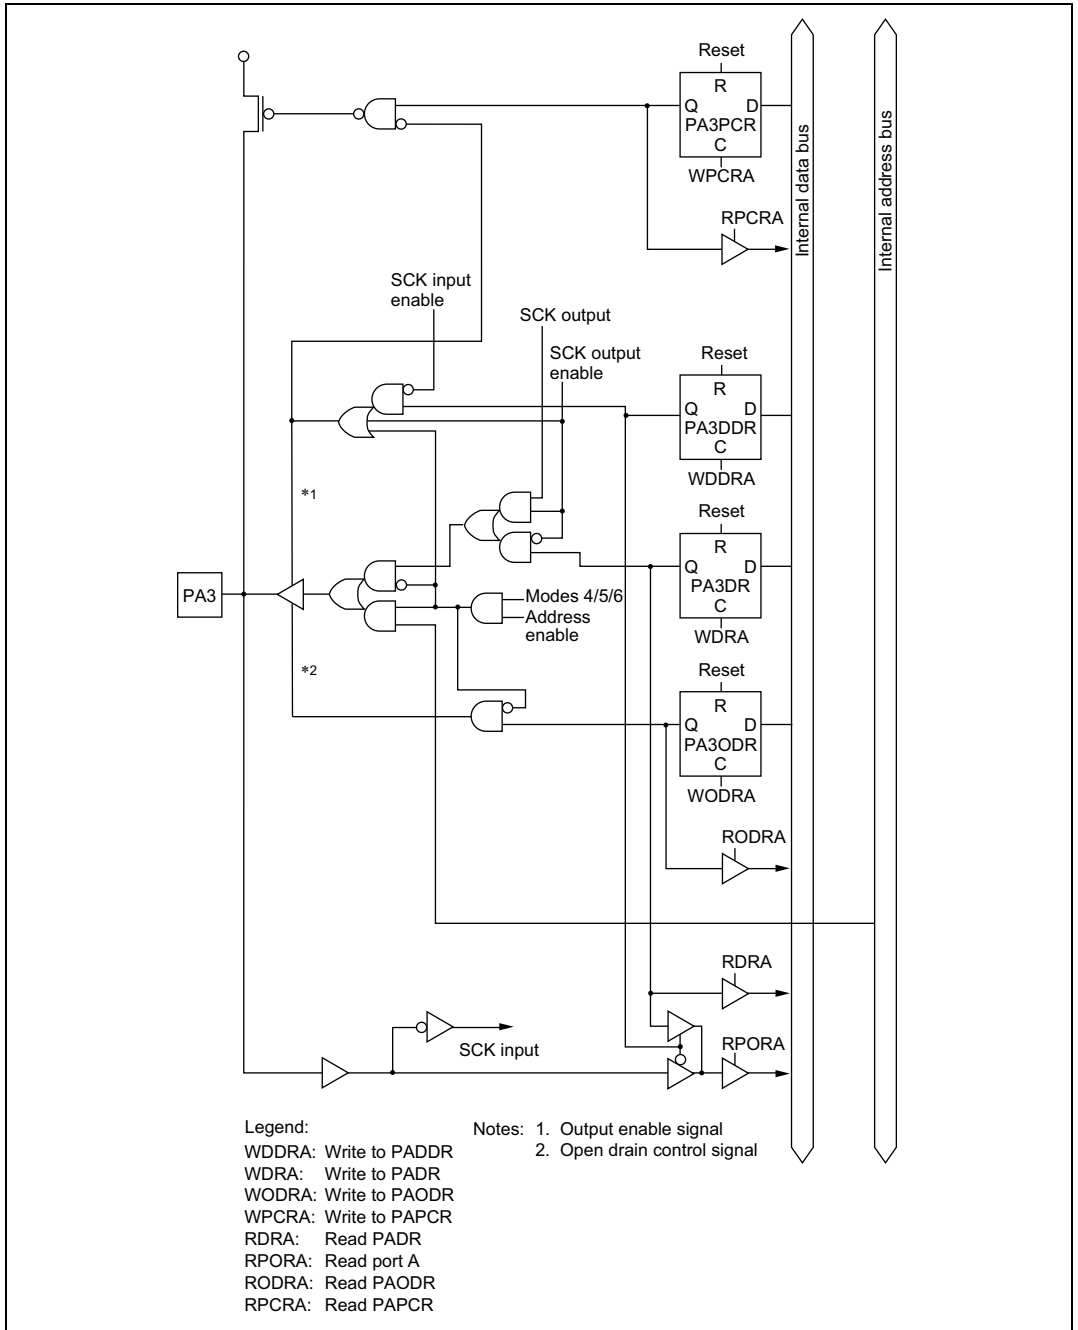 Reset
R
Q D
PA3PCR
C
WPCRA
Internal data bus
Internal address bus
RPCRA
SCK input
enable
SCK output
SCK output
enable
Reset
R
Q D
PA3DDR
C
WDDRA
*1
Reset
R
Q D
PA3DR
C
WDRA
PA3
Modes 4/5/6
Address
enable
*2
Reset
R
Q D
PA3ODR
C
WODRA
RODRA
RDRA
SCK input
RPORA
Legend:
WDDRA: Write to PADDR
WDRA: Write to PADR
WODRA: Write to PAODR
WPCRA: Write to PAPCR
RDRA: Read PADR
RPORA: Read port A
RODRA: Read PAODR
RPCRA: Read PAPCR
Notes: 1. Output enable signal
2. Open drain control signal